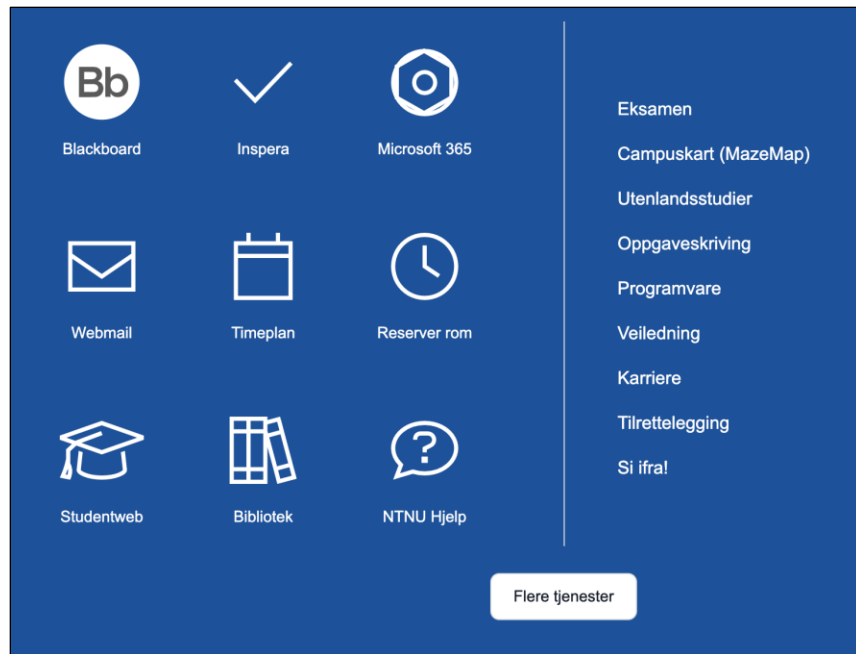 Bb
Blackboard
Inspera
Microsoft 365
Webmail
Timeplan
Reserver rom
?
Studentweb
Bibliotek
NTNU Hjelp
Eksamen
Campuskart (MazeMap)
Utenlandsstudier
Oppgaveskriving
Programvare
Veiledning
Karriere
Tilrettelegging
Si ifra!
Flere tjenester